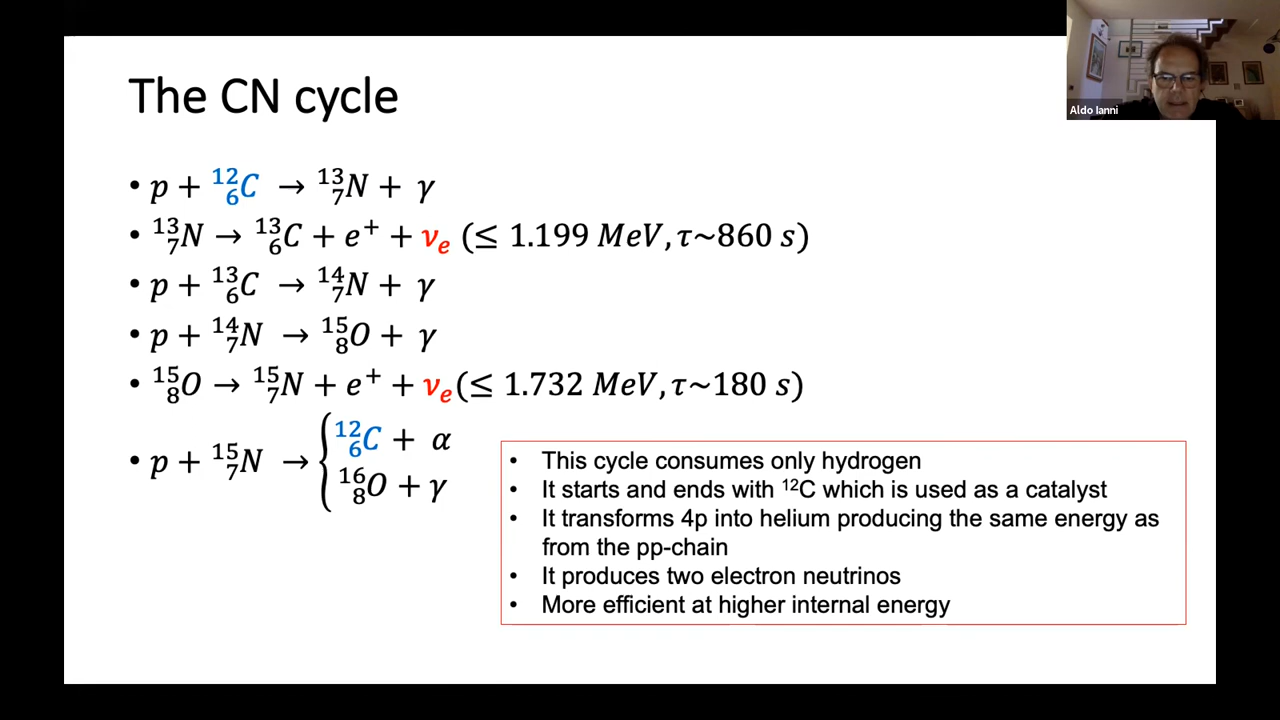 The CN cycle
Aldo Ianni
• p + ¹²₆C → ¹³₇N + γ
• ¹³₇N → ¹³₆C + e⁺ + νₑ (≤ 1.199 MeV, τ~860 s)
• p + ¹³₆C → ¹⁴₇N + γ
• p + ¹⁴₇N → ¹⁵₈O + γ
• ¹⁵₈O → ¹⁵₇N + e⁺ + νₑ(≤ 1.732 MeV, τ~180 s)
• p + ¹⁵₇N → { ¹²₆C + α
¹⁶₈O + γ
• This cycle consumes only hydrogen
• It starts and ends with ¹²C which is used as a catalyst
• It transforms 4p into helium producing the same energy as
from the pp-chain
• It produces two electron neutrinos
• More efficient at higher internal energy